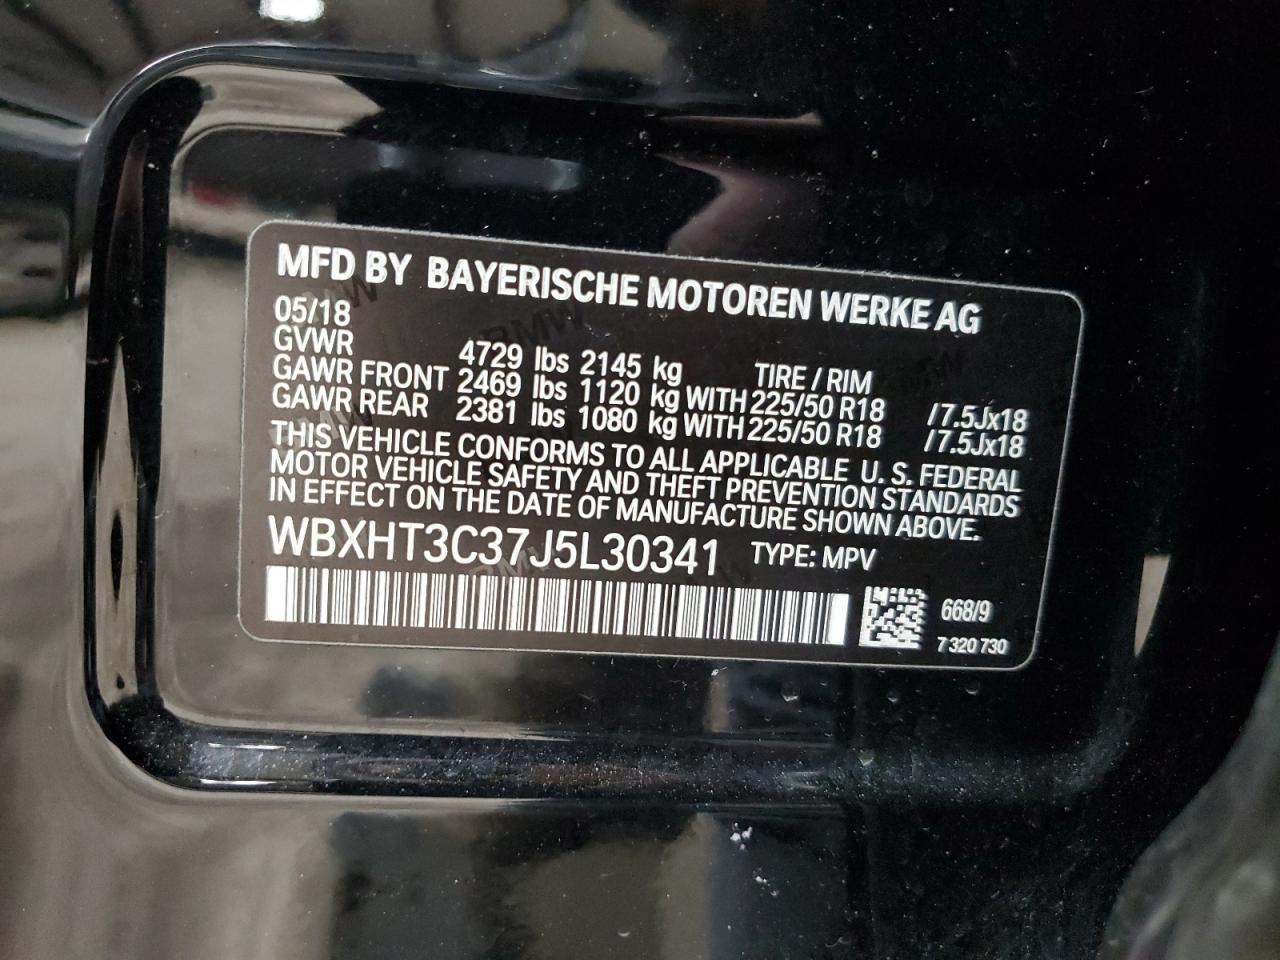 MFD BY BAYERISCHE MOTOREN WERKE AG
05/18
GVWR 4729 lbs 2145 kg TIRE / RIM
GAWR FRONT 2469 lbs 1120 kg WITH 225/50 R18 /7.5Jx18
GAWR REAR 2381 lbs 1080 kg WITH 225/50 R18 /7.5Jx18
THIS VEHICLE CONFORMS TO ALL APPLICABLE U. S. FEDERAL
MOTOR VEHICLE SAFETY AND THEFT PREVENTION STANDARDS
IN EFFECT ON THE DATE OF MANUFACTURE SHOWN ABOVE.
WBXHT3C37J5L30341 TYPE: MPV
668/9
7 320 730